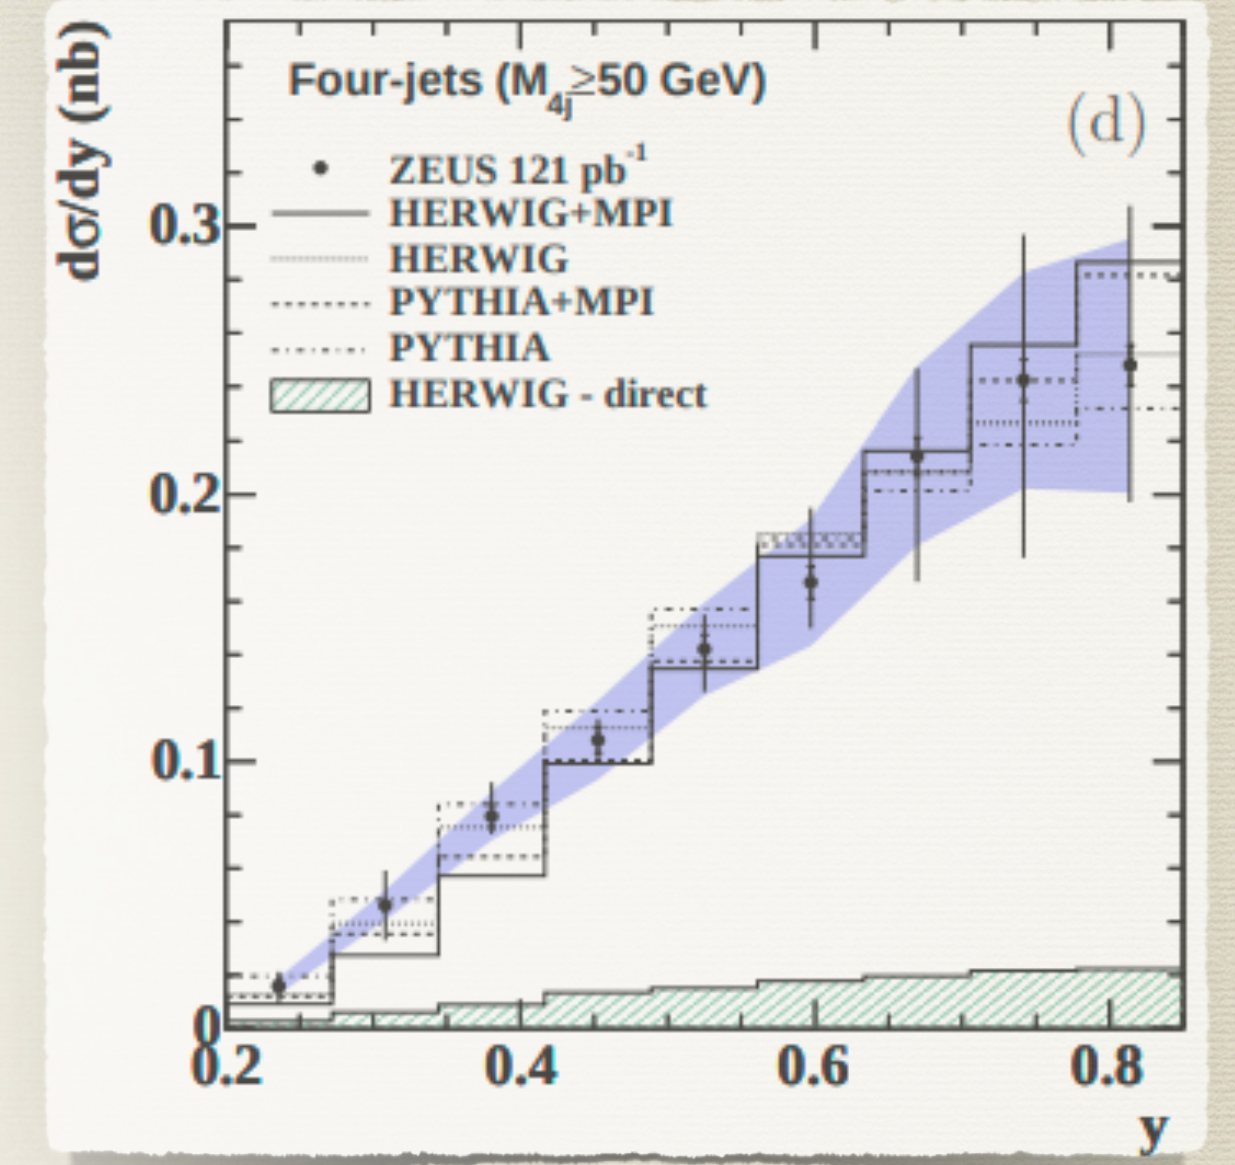 dσ/dy (nb)
Four-jets (M4j≥50 GeV)
(d)
ZEUS 121 pb-1
HERWIG+MPI
HERWIG
PYTHIA+MPI
PYTHIA
HERWIG - direct
0.3
0.2
0.1
0
0.2 0.4 0.6 0.8
y